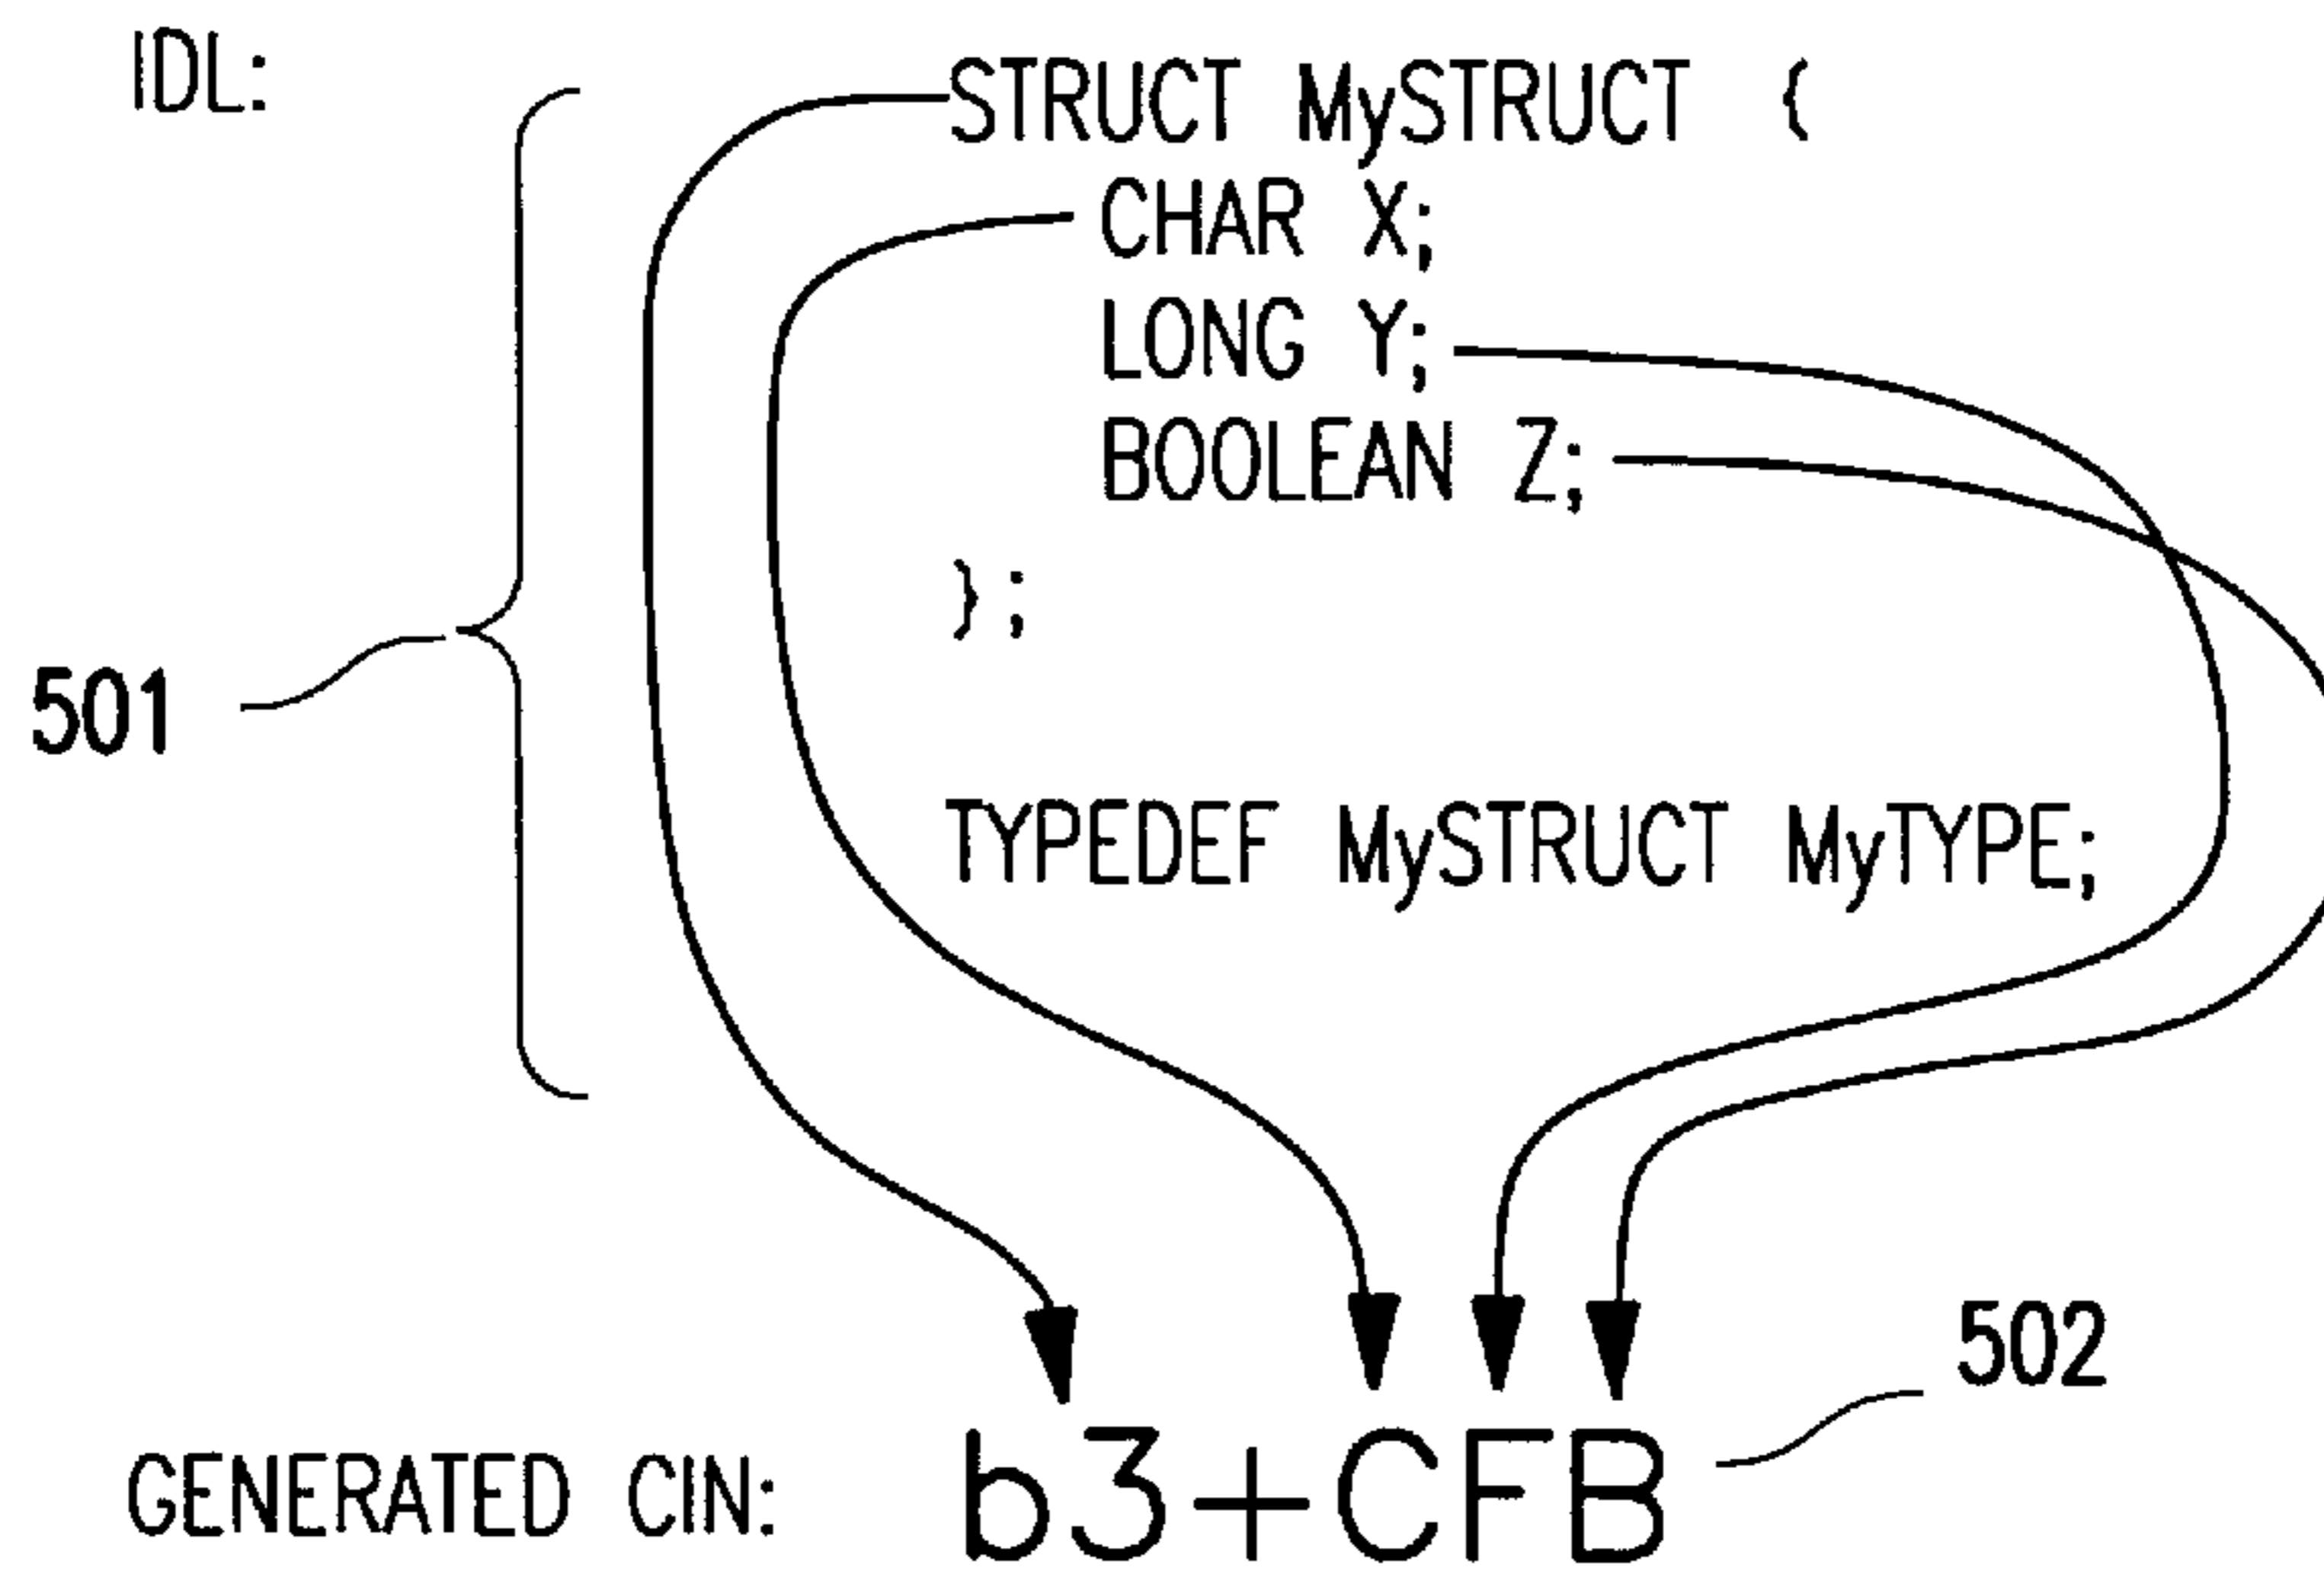 IDL:
STRUCT MySTRUCT {
CHAR X;
LONG Y;
BOOLEAN Z;
};
501
TYPEDEF MySTRUCT MyTYPE;
502
GENERATED CIN: b3+CFB